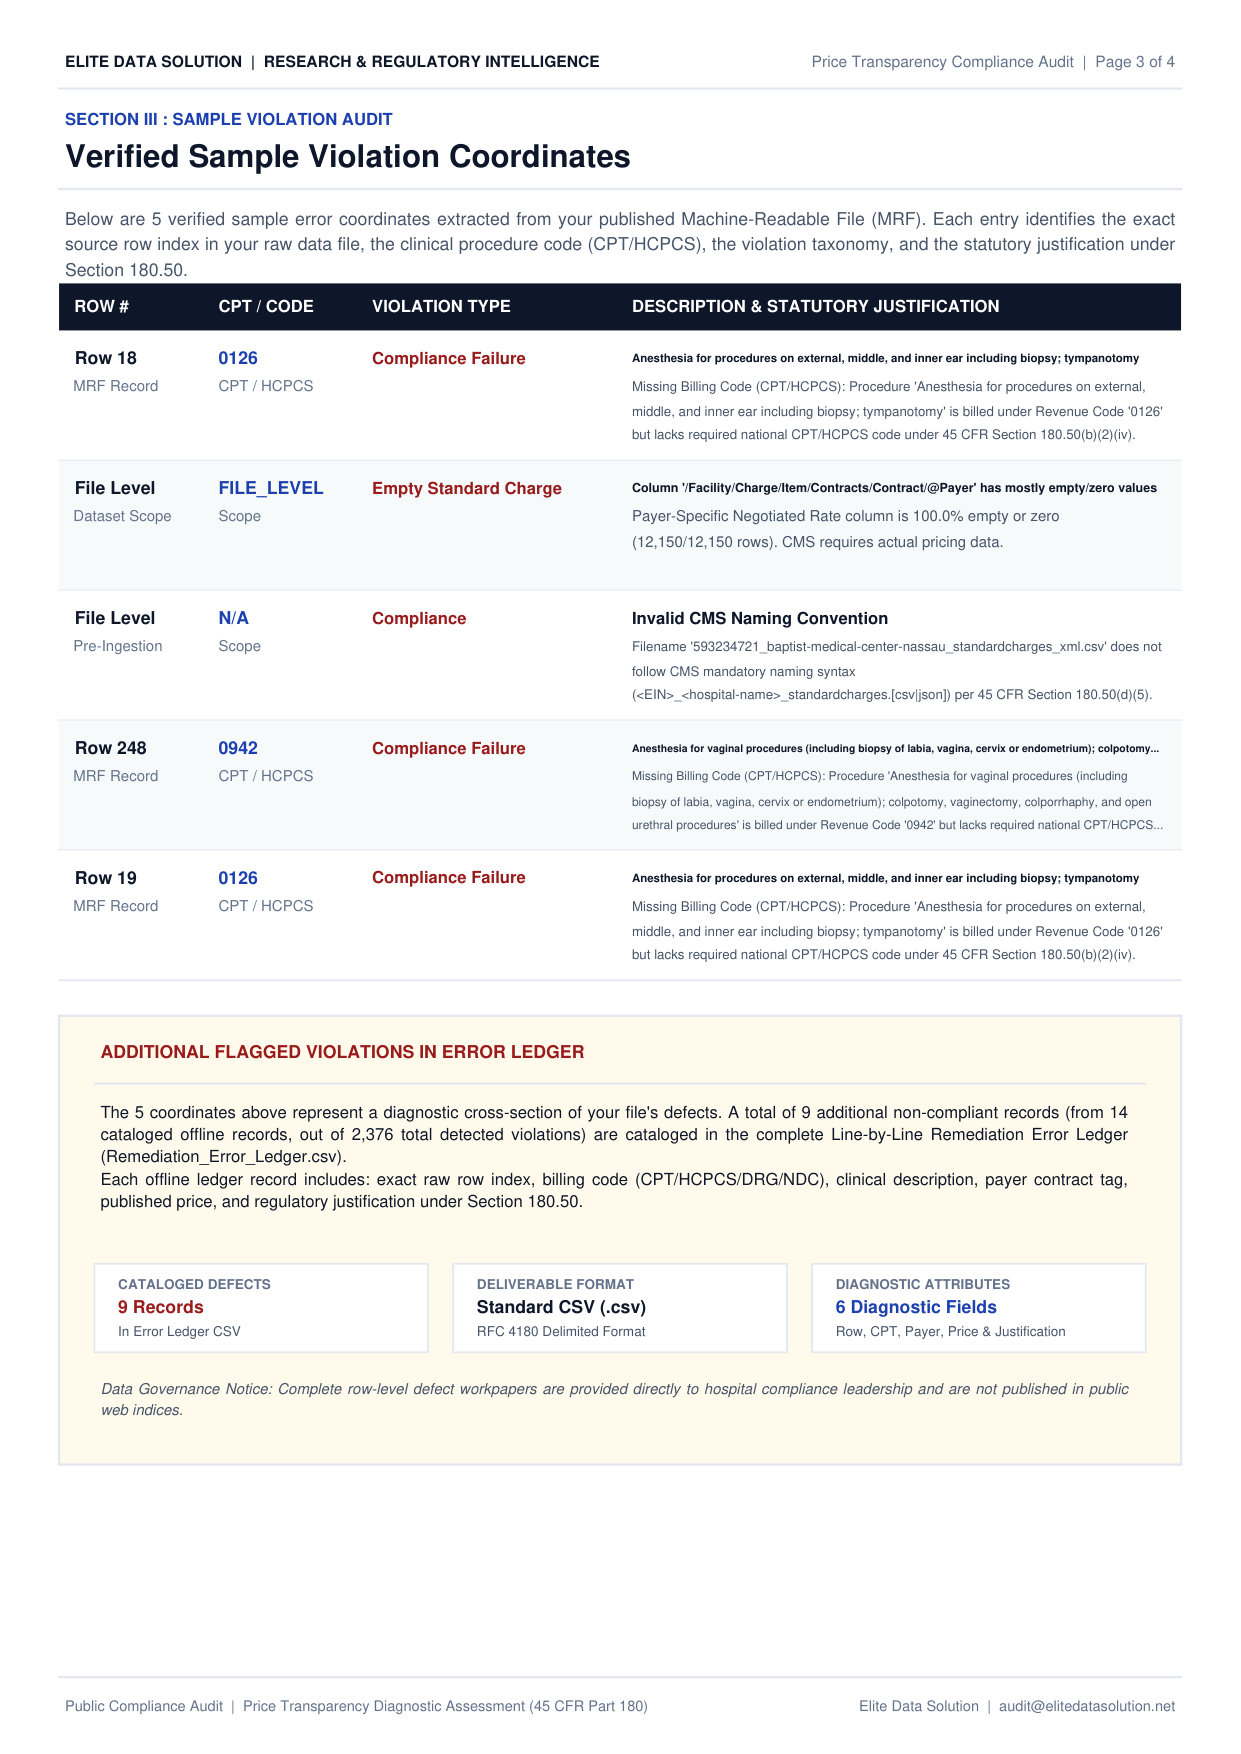 ELITE DATA SOLUTION | RESEARCH & REGULATORY INTELLIGENCE
Price Transparency Compliance Audit | Page 3 of 4
SECTION III : SAMPLE VIOLATION AUDIT
Verified Sample Violation Coordinates
Below are 5 verified sample error coordinates extracted from your published Machine-Readable File (MRF). Each entry identifies the exact
source row index in your raw data file, the clinical procedure code (CPT/HCPCS), the violation taxonomy, and the statutory justification under
Section 180.50.
ROW # CPT / CODE VIOLATION TYPE DESCRIPTION & STATUTORY JUSTIFICATION
Row 18 0126 Compliance Failure Anesthesia for procedures on external, middle, and inner ear including biopsy; tympanotomy
MRF Record CPT / HCPCS Missing Billing Code (CPT/HCPCS): Procedure 'Anesthesia for procedures on external,
middle, and inner ear including biopsy; tympanotomy' is billed under Revenue Code '0126'
but lacks required national CPT/HCPCS code under 45 CFR Section 180.50(b)(2)(iv).
File Level FILE_LEVEL Empty Standard Charge Column '/Facility/Charge/Item/Contracts/Contract/@Payer' has mostly empty/zero values
Dataset Scope Scope Payer-Specific Negotiated Rate column is 100.0% empty or zero
(12,150/12,150 rows). CMS requires actual pricing data.
File Level N/A Compliance Invalid CMS Naming Convention
Pre-Ingestion Scope Filename '593234721_baptist-medical-center-nassau_standardcharges_xml.csv' does not
follow CMS mandatory naming syntax
(<EIN>_<hospital-name>_standardcharges.[csv|json]) per 45 CFR Section 180.50(d)(5).
Row 248 0942 Compliance Failure Anesthesia for vaginal procedures (including biopsy of labia, vagina, cervix or endometrium); colpotomy...
MRF Record CPT / HCPCS Missing Billing Code (CPT/HCPCS): Procedure 'Anesthesia for vaginal procedures (including
biopsy of labia, vagina, cervix or endometrium); colpotomy, vaginectomy, colporrhaphy, and open
urethral procedures' is billed under Revenue Code '0942' but lacks required national CPT/HCPCS...
Row 19 0126 Compliance Failure Anesthesia for procedures on external, middle, and inner ear including biopsy; tympanotomy
MRF Record CPT / HCPCS Missing Billing Code (CPT/HCPCS): Procedure 'Anesthesia for procedures on external,
middle, and inner ear including biopsy; tympanotomy' is billed under Revenue Code '0126'
but lacks required national CPT/HCPCS code under 45 CFR Section 180.50(b)(2)(iv).
ADDITIONAL FLAGGED VIOLATIONS IN ERROR LEDGER
The 5 coordinates above represent a diagnostic cross-section of your file's defects. A total of 9 additional non-compliant records (from 14
cataloged offline records, out of 2,376 total detected violations) are cataloged in the complete Line-by-Line Remediation Error Ledger
(Remediation_Error_Ledger.csv).
Each offline ledger record includes: exact raw row index, billing code (CPT/HCPCS/DRG/NDC), clinical description, payer contract tag,
published price, and regulatory justification under Section 180.50.
CATALOGED DEFECTS
9 Records
In Error Ledger CSV
DELIVERABLE FORMAT
Standard CSV (.csv)
RFC 4180 Delimited Format
DIAGNOSTIC ATTRIBUTES
6 Diagnostic Fields
Row, CPT, Payer, Price & Justification
Data Governance Notice: Complete row-level defect workpapers are provided directly to hospital compliance leadership and are not published in public
web indices.
Public Compliance Audit | Price Transparency Diagnostic Assessment (45 CFR Part 180)
Elite Data Solution | audit@elitedatasolution.net